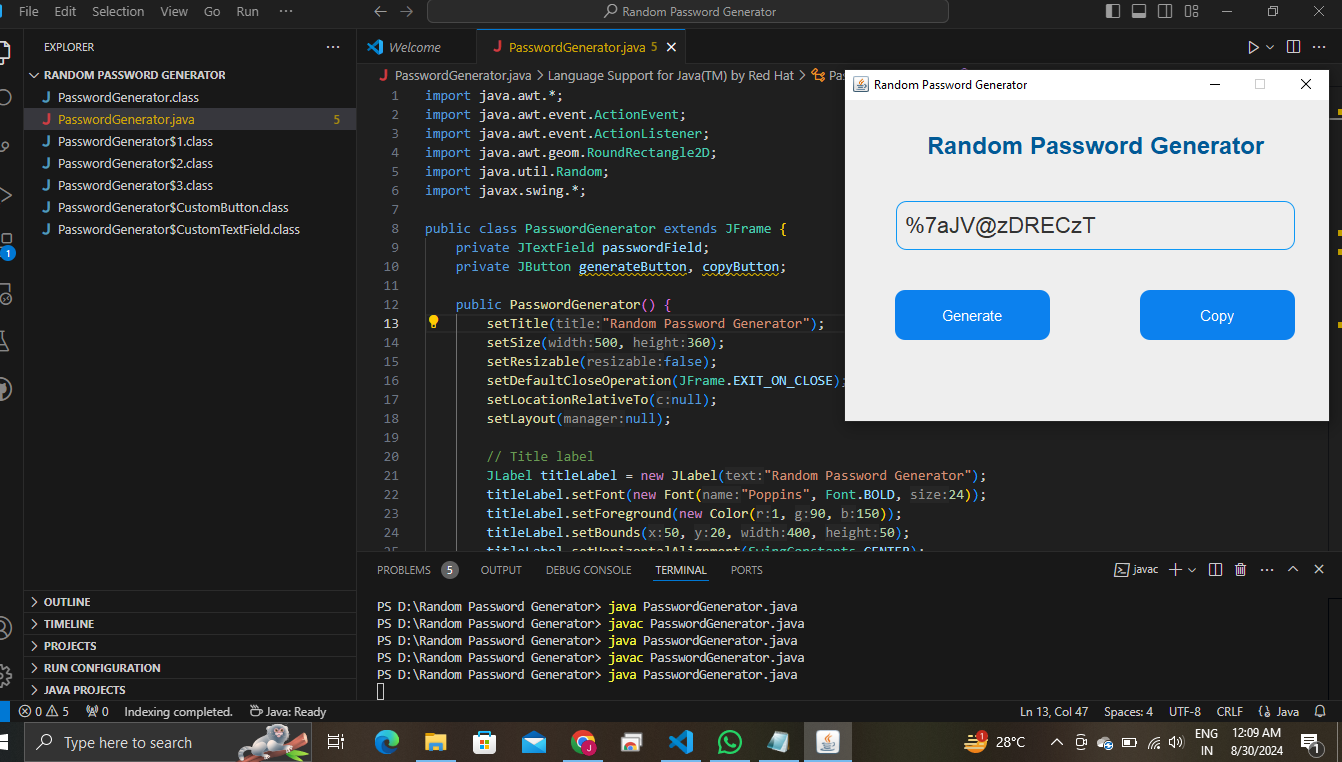 File Edit Selection View Go Run ··· Random Password Generator
EXPLORER ···
RANDOM PASSWORD GENERATOR
J PasswordGenerator.class
J PasswordGenerator.java 5
J PasswordGenerator$1.class
J PasswordGenerator$2.class
J PasswordGenerator$3.class
J PasswordGenerator$CustomButton.class
J PasswordGenerator$CustomTextField.class
OUTLINE
TIMELINE
PROJECTS
RUN CONFIGURATION
JAVA PROJECTS
1
Welcome J PasswordGenerator.java 5
J PasswordGenerator.java > Language Support for Java(TM) by Red Hat >
1 import java.awt.*;
2 import java.awt.event.ActionEvent;
3 import java.awt.event.ActionListener;
4 import java.awt.geom.RoundRectangle2D;
5 import java.util.Random;
6 import javax.swing.*;
7
8 public class PasswordGenerator extends JFrame {
9 private JTextField passwordField;
10 private JButton generateButton, copyButton;
11
12 public PasswordGenerator() {
13 setTitle(title:"Random Password Generator");
14 setSize(width:500, height:360);
15 setResizable(resizable:false);
16 setDefaultCloseOperation(JFrame.EXIT_ON_CLOSE);
17 setLocationRelativeTo(c:null);
18 setLayout(manager:null);
19
20 // Title label
21 JLabel titleLabel = new JLabel(text:"Random Password Generator");
22 titleLabel.setFont(new Font(name:"Poppins", Font.BOLD, size:24));
23 titleLabel.setForeground(new Color(r:1, g:90, b:150));
24 titleLabel.setBounds(x:50, y:20, width:400, height:50);
25 titleLabel.setHorizontalAlignment(SwingConstants.CENTER);
Random Password Generator
Random Password Generator
%7aJV@zDRECzT
Generate Copy
PROBLEMS 5 OUTPUT DEBUG CONSOLE TERMINAL PORTS javac
PS D:\Random Password Generator> java PasswordGenerator.java
PS D:\Random Password Generator> javac PasswordGenerator.java
PS D:\Random Password Generator> java PasswordGenerator.java
PS D:\Random Password Generator> javac PasswordGenerator.java
PS D:\Random Password Generator> java PasswordGenerator.java
0 5 0 Indexing completed. Java: Ready Ln 13, Col 47 Spaces: 4 UTF-8 CRLF {} Java
Type here to search 1 28°C ENG IN 12:09 AM 8/30/2024 1